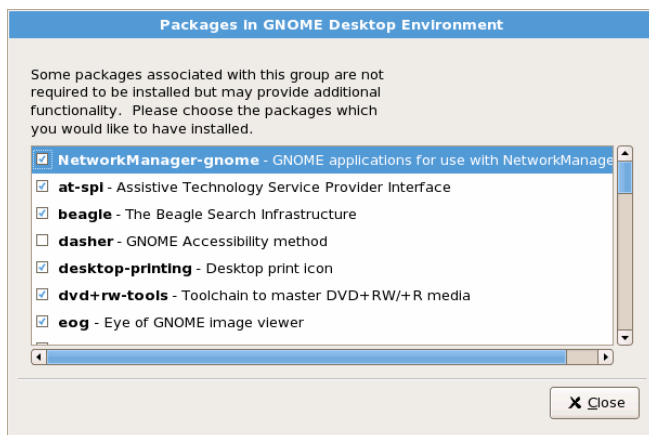 Packages in GNOME Desktop Environment
Some packages associated with this group are not
required to be installed but may provide additional
functionality.  Please choose the packages which
you would like to have installed.
NetworkManager-gnome - GNOME applications for use with NetworkManage
at-spi - Assistive Technology Service Provider Interface
beagle - The Beagle Search Infrastructure
dasher - GNOME Accessibility method
desktop-printing - Desktop print icon
dvd+rw-tools - Toolchain to master DVD+RW/+R media
eog - Eye of GNOME image viewer
Close